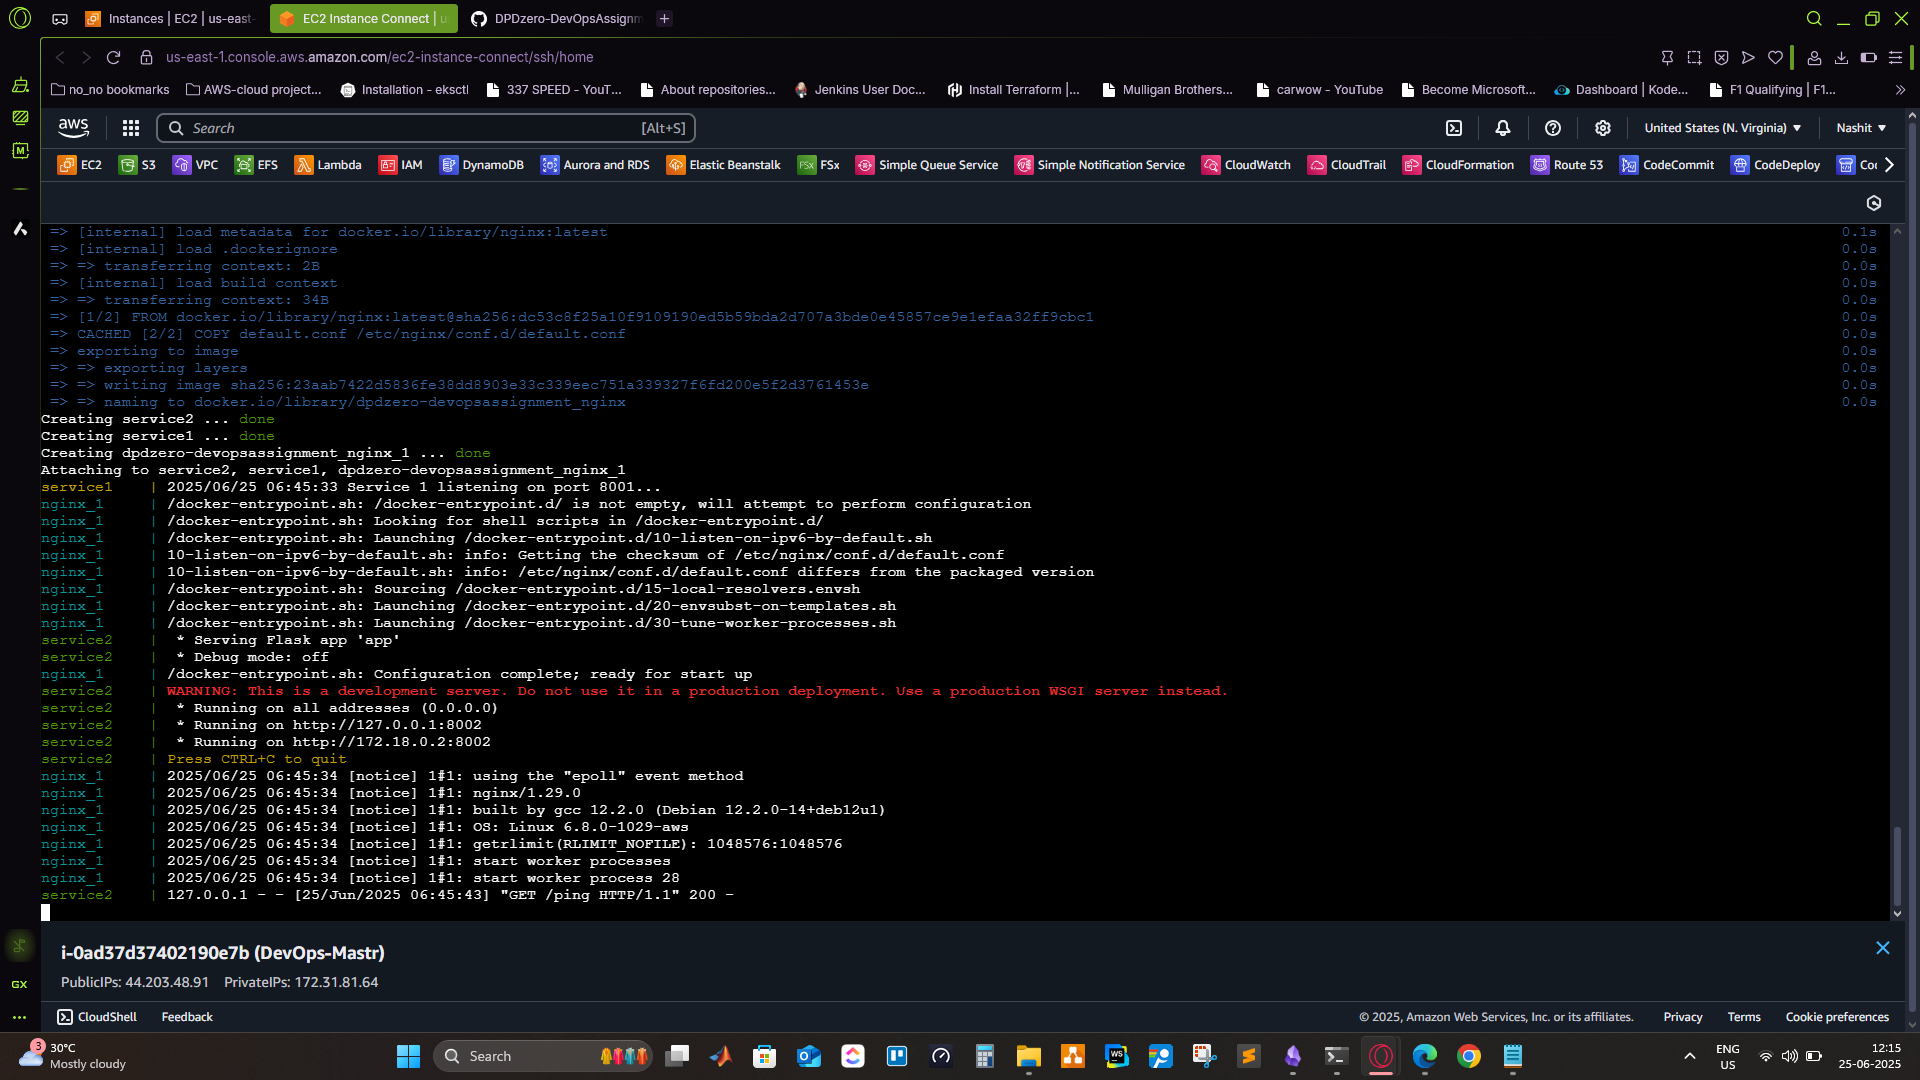 Instances | EC2 | us-east-
EC2 Instance Connect | u
DPDzero-DevOpsAssignm
us-east-1.console.aws.amazon.com/ec2-instance-connect/ssh/home
no_no bookmarks
AWS-cloud project...
Installation - eksctl
337 SPEED - YouT...
About repositories...
Jenkins User Doc...
Install Terraform |...
Mulligan Brothers...
carwow - YouTube
Become Microsoft...
Dashboard | Kode...
F1 Qualifying | F1...
aws
Search
[Alt+S]
United States (N. Virginia)
Nashit
EC2
S3
VPC
EFS
Lambda
IAM
DynamoDB
Aurora and RDS
Elastic Beanstalk
FSx
Simple Queue Service
Simple Notification Service
CloudWatch
CloudTrail
CloudFormation
Route 53
CodeCommit
CodeDeploy
Co
=> [internal] load metadata for docker.io/library/nginx:latest 0.1s
=> [internal] load .dockerignore 0.0s
=> => transferring context: 2B 0.0s
=> [internal] load build context 0.0s
=> => transferring context: 34B 0.0s
=> [1/2] FROM docker.io/library/nginx:latest@sha256:dc53c8f25a10f9109190ed5b59bda2d707a3bde0e45857ce9e1efaa32ff9cbc1 0.0s
=> CACHED [2/2] COPY default.conf /etc/nginx/conf.d/default.conf 0.0s
=> exporting to image 0.0s
=> => exporting layers 0.0s
=> => writing image sha256:23aab7422d5836fe38dd8903e33c339eec751a339327f6fd200e5f2d3761453e 0.0s
=> => naming to docker.io/library/dpdzero-devopsassignment_nginx 0.0s
Creating service2 ... done
Creating service1 ... done
Creating dpdzero-devopsassignment_nginx_1 ... done
Attaching to service2, service1, dpdzero-devopsassignment_nginx_1
service1 | 2025/06/25 06:45:33 Service 1 listening on port 8001...
nginx_1 | /docker-entrypoint.sh: /docker-entrypoint.d/ is not empty, will attempt to perform configuration
nginx_1 | /docker-entrypoint.sh: Looking for shell scripts in /docker-entrypoint.d/
nginx_1 | /docker-entrypoint.sh: Launching /docker-entrypoint.d/10-listen-on-ipv6-by-default.sh
nginx_1 | 10-listen-on-ipv6-by-default.sh: info: Getting the checksum of /etc/nginx/conf.d/default.conf
nginx_1 | 10-listen-on-ipv6-by-default.sh: info: /etc/nginx/conf.d/default.conf differs from the packaged version
nginx_1 | /docker-entrypoint.sh: Sourcing /docker-entrypoint.d/15-local-resolvers.envsh
nginx_1 | /docker-entrypoint.sh: Launching /docker-entrypoint.d/20-envsubst-on-templates.sh
nginx_1 | /docker-entrypoint.sh: Launching /docker-entrypoint.d/30-tune-worker-processes.sh
service2 | * Serving Flask app 'app'
service2 | * Debug mode: off
nginx_1 | /docker-entrypoint.sh: Configuration complete; ready for start up
service2 | WARNING: This is a development server. Do not use it in a production deployment. Use a production WSGI server instead.
service2 | * Running on all addresses (0.0.0.0)
service2 | * Running on http://127.0.0.1:8002
service2 | * Running on http://172.18.0.2:8002
service2 | Press CTRL+C to quit
nginx_1 | 2025/06/25 06:45:34 [notice] 1#1: using the "epoll" event method
nginx_1 | 2025/06/25 06:45:34 [notice] 1#1: nginx/1.29.0
nginx_1 | 2025/06/25 06:45:34 [notice] 1#1: built by gcc 12.2.0 (Debian 12.2.0-14+deb12u1)
nginx_1 | 2025/06/25 06:45:34 [notice] 1#1: OS: Linux 6.8.0-1029-aws
nginx_1 | 2025/06/25 06:45:34 [notice] 1#1: getrlimit(RLIMIT_NOFILE): 1048576:1048576
nginx_1 | 2025/06/25 06:45:34 [notice] 1#1: start worker processes
nginx_1 | 2025/06/25 06:45:34 [notice] 1#1: start worker process 28
service2 | 127.0.0.1 - - [25/Jun/2025 06:45:43] "GET /ping HTTP/1.1" 200 -
i-0ad37d37402190e7b (DevOps-Mastr)
PublicIPs: 44.203.48.91 PrivateIPs: 172.31.81.64
GX
CloudShell
Feedback
© 2025, Amazon Web Services, Inc. or its affiliates.
Privacy
Terms
Cookie preferences
3
30°C
Mostly cloudy
Search
WS
ENG
US
12:15
25-06-2025